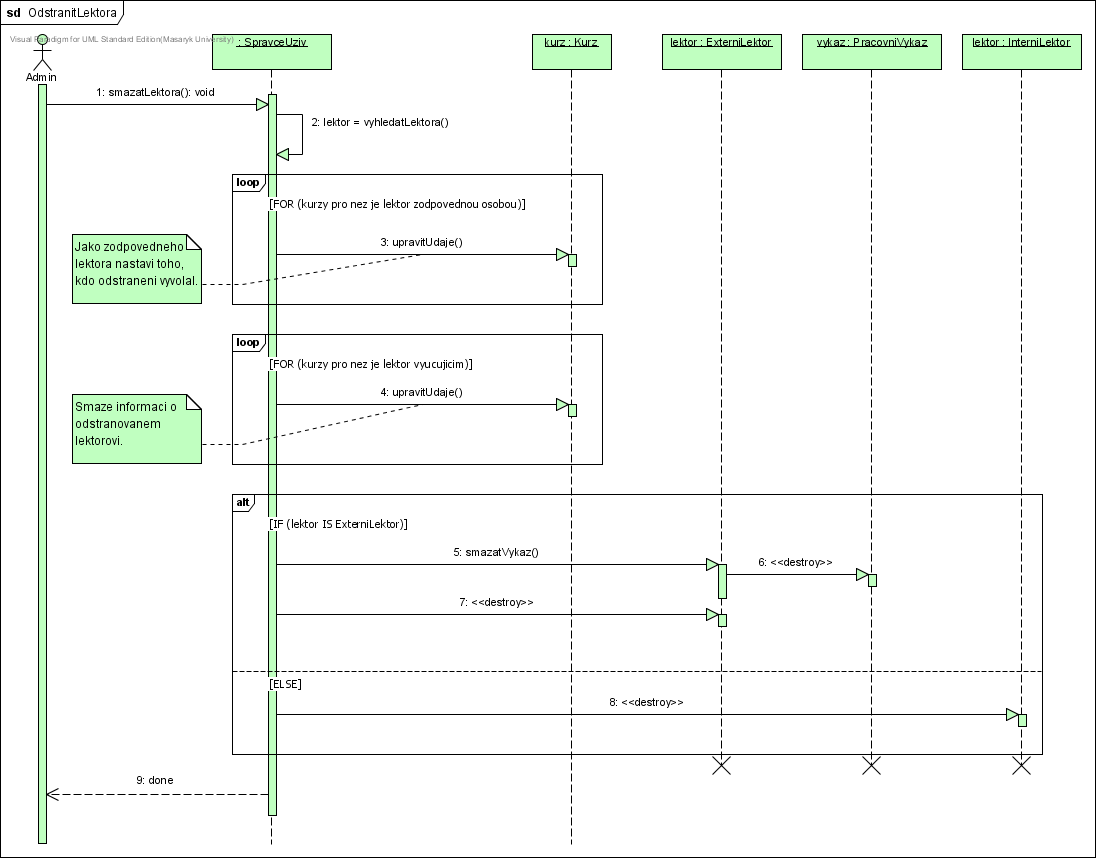 sd OdstranitLektora
Visual Paradigm for UML Standard Edition(Masaryk University)
: SpravceUziv
kurz : Kurz
lektor : ExterniLektor
vykaz : PracovniVykaz
lektor : InterniLektor
Admin
1: smazatLektora(): void
2: lektor = vyhledatLektora()
loop
[FOR (kurzy pro nez je lektor zodpovednou osobou)]
3: upravitUdaje()
Jako zodpovedneho
lektora nastavi toho,
kdo odstraneni vyvolal.
loop
[FOR (kurzy pro nez je lektor vyucujicim)]
4: upravitUdaje()
Smaze informaci o
odstranovanem
lektorovi.
alt
[IF (lektor IS ExterniLektor)]
5: smazatVykaz()
6: <<destroy>>
7: <<destroy>>
[ELSE]
8: <<destroy>>
9: done